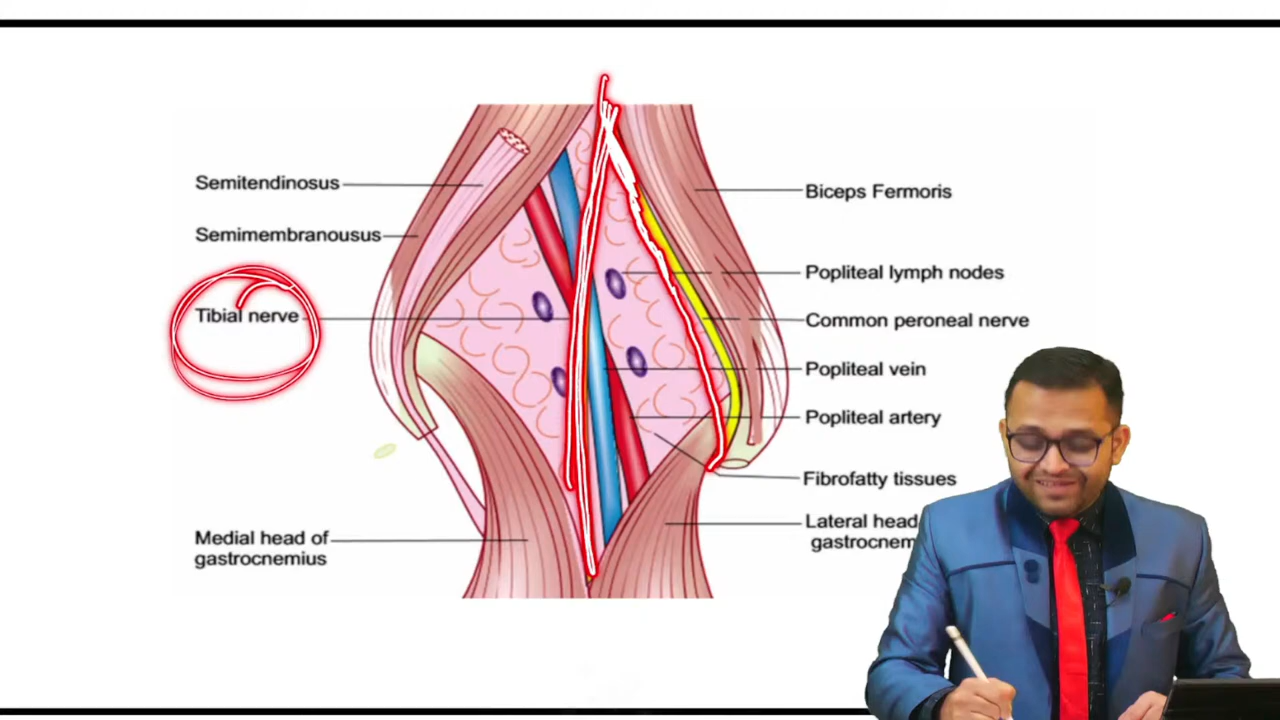 Semitendinosus
Semimembranousus
Tibial nerve
Medial head of
gastrocnemius
Biceps Fermoris
Popliteal lymph nodes
Common peroneal nerve
Popliteal vein
Popliteal artery
Fibrofatty tissues
Lateral head
gastrocnem